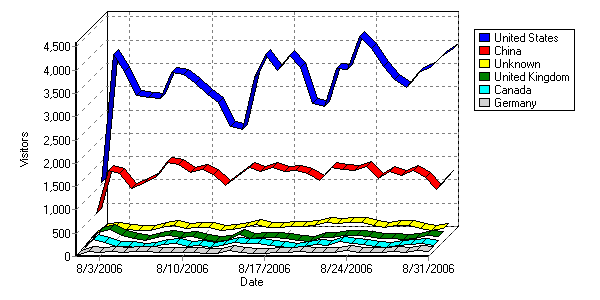 4,500
4,000
3,500
3,000
2,500
2,000
1,500
1,000
500
0
Visitors
8/3/2006 8/10/2006 8/17/2006 8/24/2006 8/31/2006
Date
United States
China
Unknown
United Kingdom
Canada
Germany